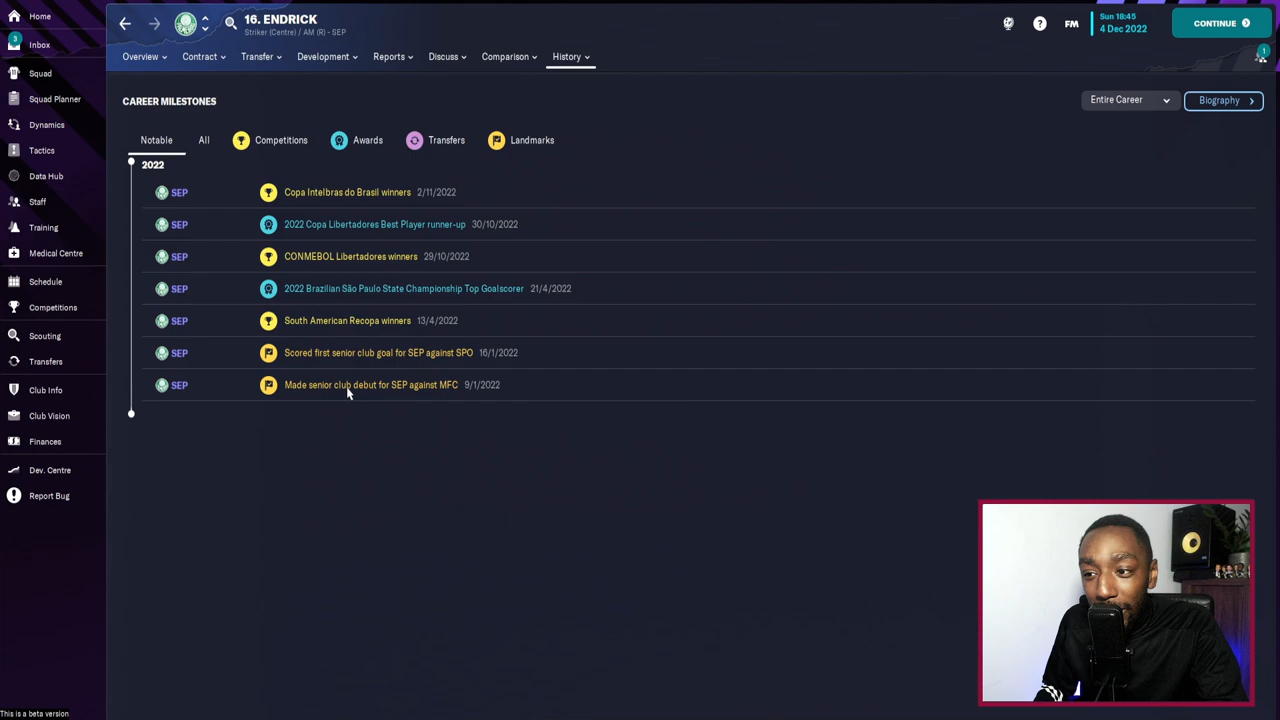 Home
3
Inbox
Squad
Squad Planner
Dynamics
Tactics
Data Hub
Staff
Training
Medical Centre
Schedule
Competitions
Scouting
Transfers
Club Info
Club Vision
Finances
Dev. Centre
Report Bug
This is a beta version
16. ENDRICK
Striker (Centre) / AM (R) - SEP
?
FM
Sun 18:45
4 Dec 2022
CONTINUE
1
Overview Contract Transfer Development Reports Discuss Comparison History
CAREER MILESTONES
Entire Career
Biography
Notable All Competitions Awards Transfers Landmarks
2022
SEP Copa Intelbras do Brasil winners 2/11/2022
SEP 2022 Copa Libertadores Best Player runner-up 30/10/2022
SEP CONMEBOL Libertadores winners 29/10/2022
SEP 2022 Brazilian São Paulo State Championship Top Goalscorer 21/4/2022
SEP South American Recopa winners 13/4/2022
SEP Scored first senior club goal for SEP against SPO 16/1/2022
SEP Made senior club debut for SEP against MFC 9/1/2022